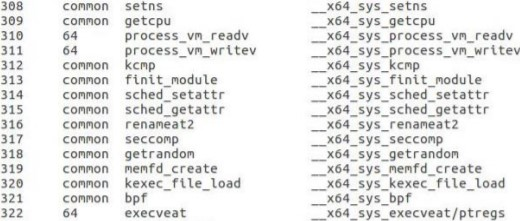 308 common setns __x64_sys_setns
309 common getcpu __x64_sys_getcpu
310 64 process_vm_readv __x64_sys_process_vm_readv
311 64 process_vm_writev __x64_sys_process_vm_writev
312 common kcmp __x64_sys_kcmp
313 common finit_module __x64_sys_finit_module
314 common sched_setattr __x64_sys_sched_setattr
315 common sched_getattr __x64_sys_sched_getattr
316 common renameat2 __x64_sys_renameat2
317 common seccomp __x64_sys_seccomp
318 common getrandom __x64_sys_getrandom
319 common memfd_create __x64_sys_memfd_create
320 common kexec_file_load __x64_sys_kexec_file_load
321 common bpf __x64_sys_bpf
322 64 execveat __x64_sys_execveat/ptregs